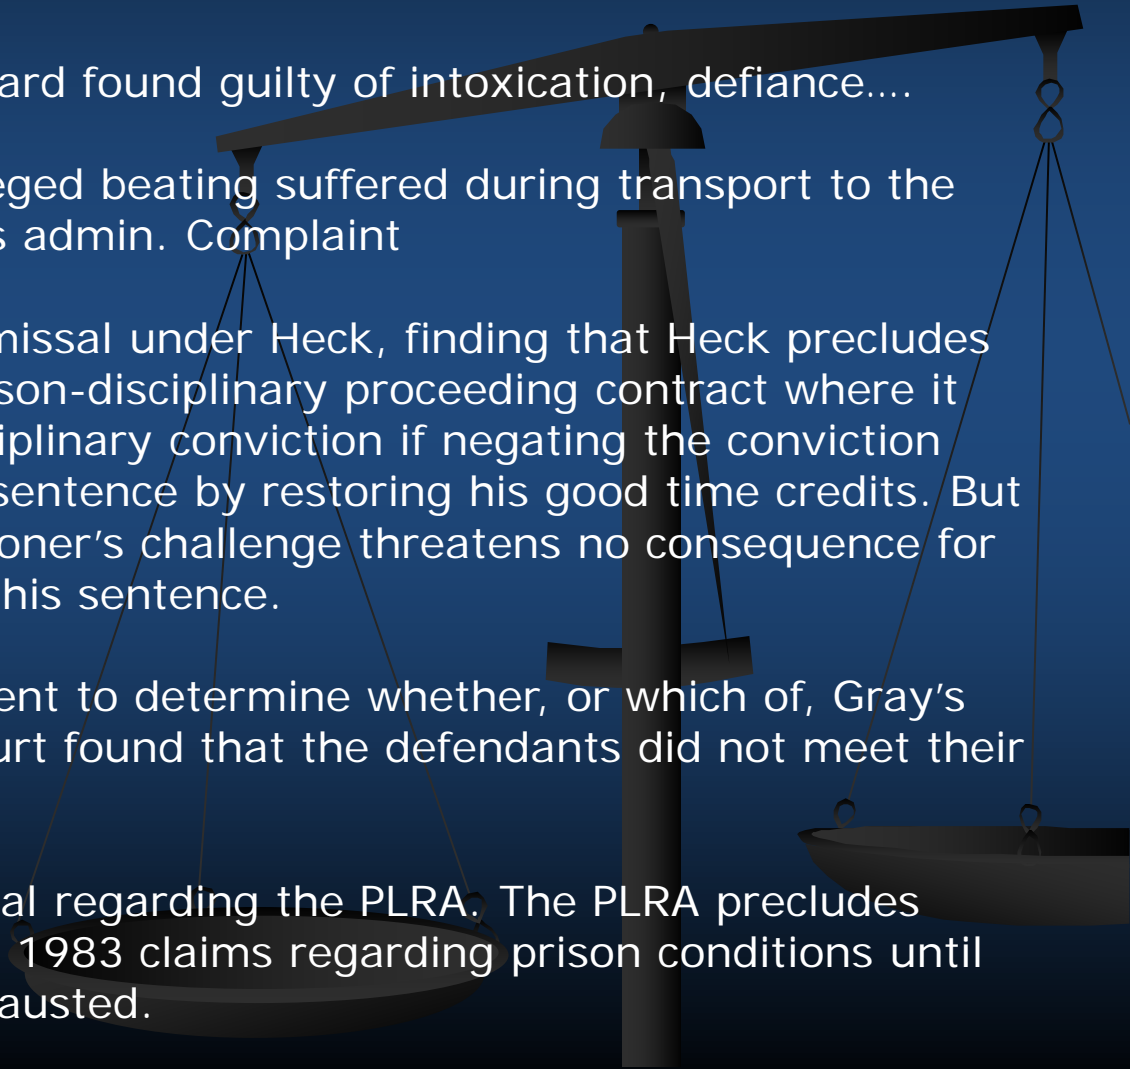 ard found guilty of intoxication, defiance….
eged beating suffered during transport to the
s admin. Complaint
missal under Heck, finding that Heck precludes
son-disciplinary proceeding contract where it
iplinary conviction if negating the conviction
sentence by restoring his good time credits. But
oner’s challenge threatens no consequence for
his sentence.
ent to determine whether, or which of, Gray’s
urt found that the defendants did not meet their
al regarding the PLRA. The PLRA precludes
1983 claims regarding prison conditions until
austed.